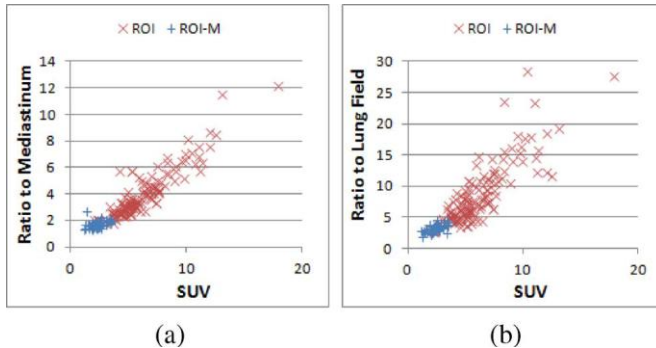 × ROI + ROI-M
Ratio to Mediastinum
14
12
10
8
6
4
2
0
0 10 20
SUV
(a)
× ROI + ROI-M
Ratio to Lung Field
30
25
20
15
10
5
0
0 10 20
SUV
(b)